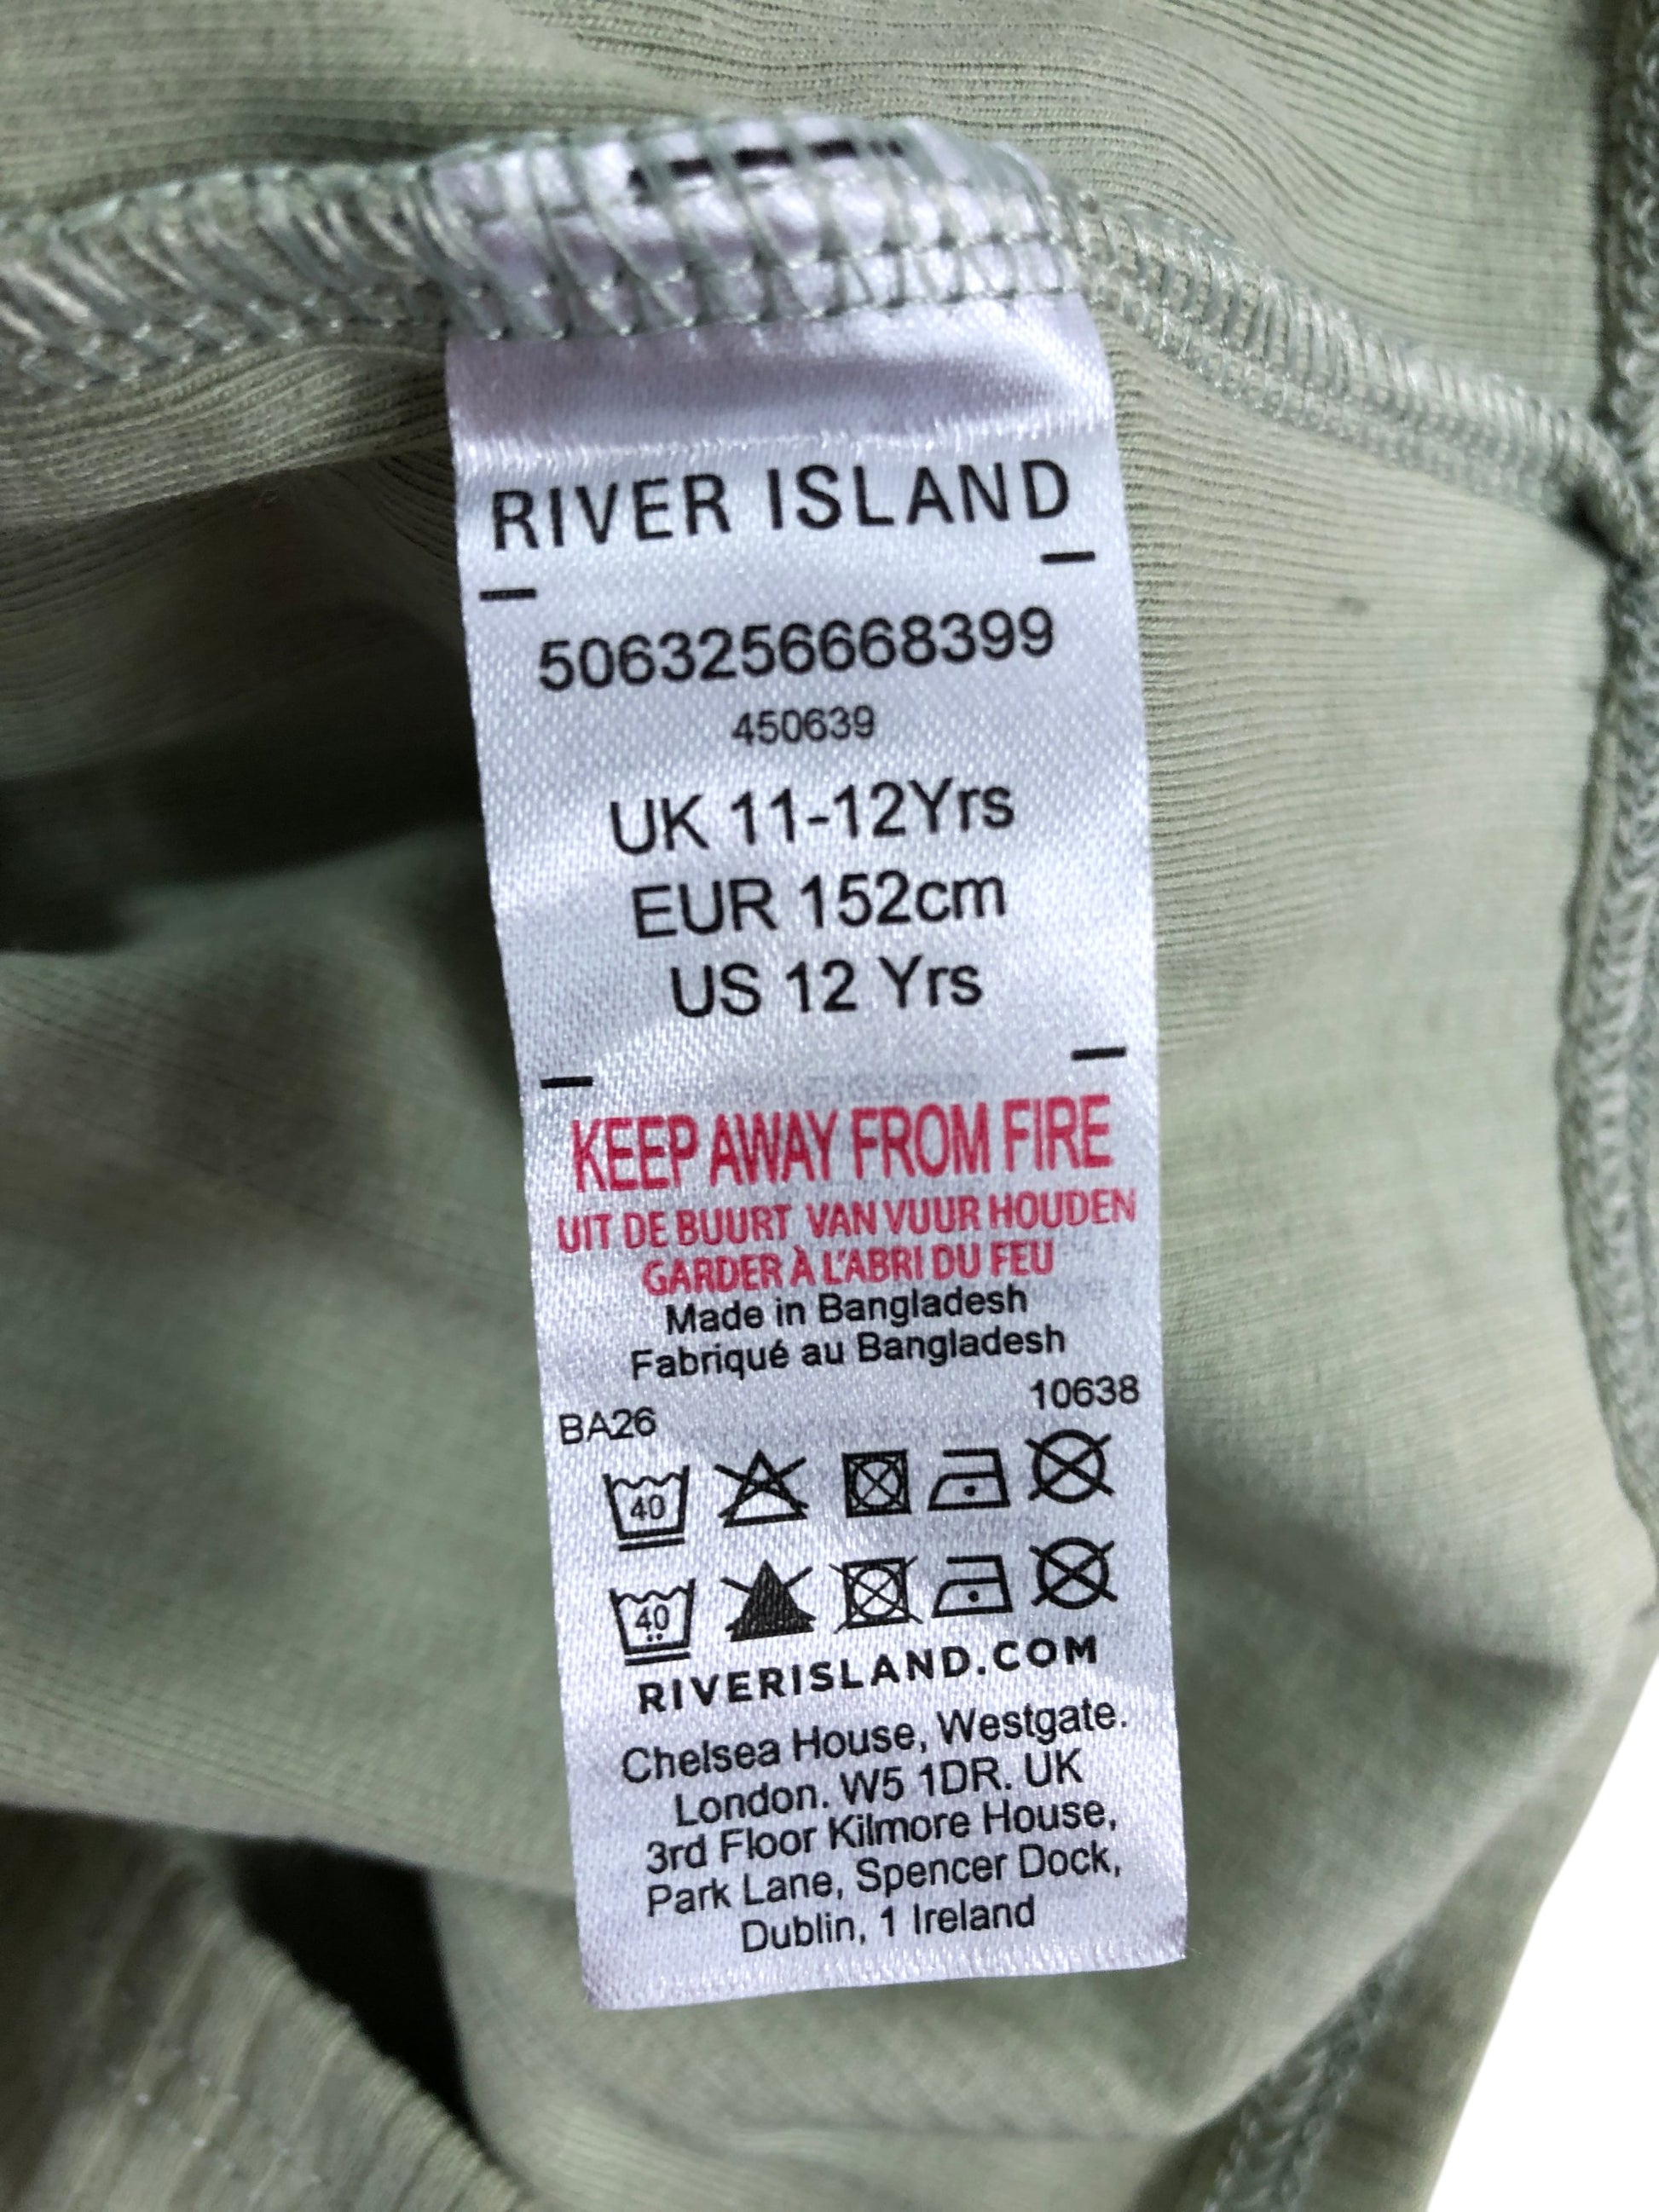 RIVER ISLAND
5063256668399
450639
UK 11-12Yrs
EUR 152cm
US 12 Yrs
KEEP AWAY FROM FIRE
UIT DE BUURT VAN VUUR HOUDEN
GARDER À L'ABRI DU FEU
Made in Bangladesh
Fabriqué au Bangladesh
BA26 10638
40
40
RIVERISLAND.COM
Chelsea House, Westgate.
London. W5 1DR. UK
3rd Floor Kilmore House,
Park Lane, Spencer Dock,
Dublin, 1 Ireland